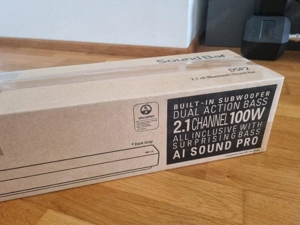 Sound Bar
DSP2
BUILT-IN SUBWOOFER
DUAL ACTION BASS
2.1 CHANNEL 100W
ALL INCLUSIVE WITH
SURPRISING BASS
AI SOUND PRO